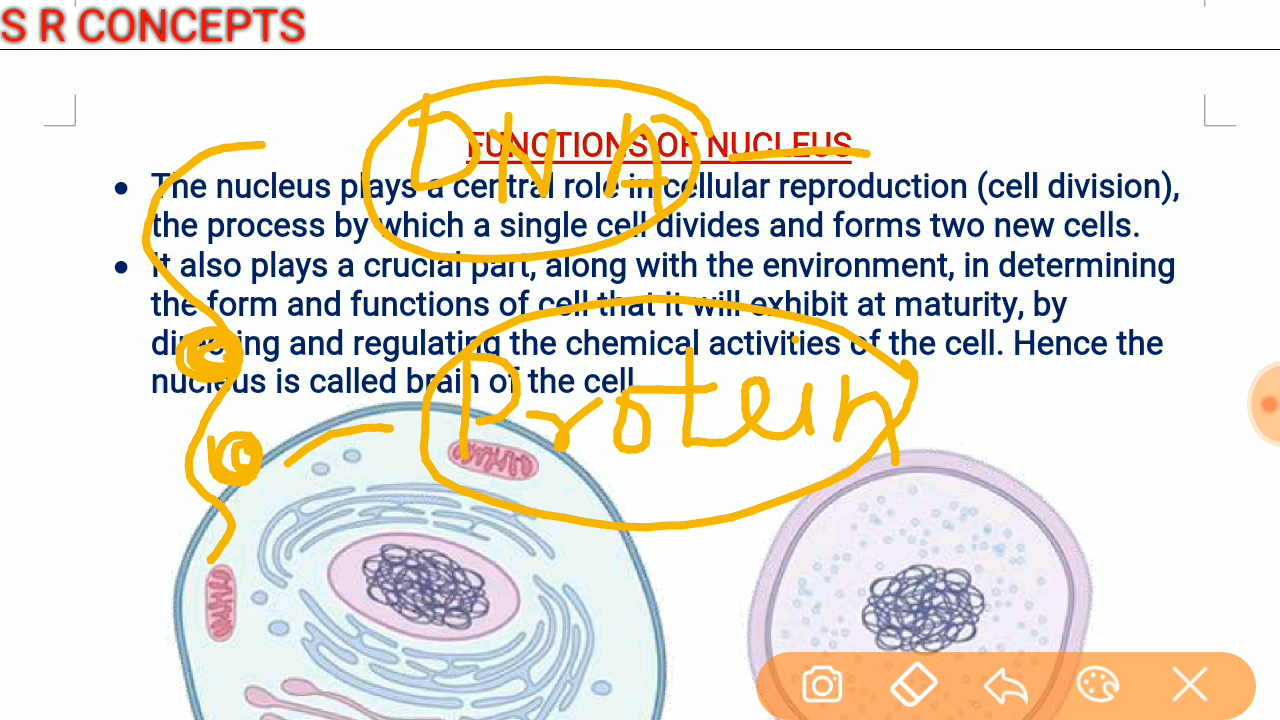 S R CONCEPTS
FUNCTIONS OF NUCLEUS
DNA
• The nucleus plays a central role in cellular reproduction (cell division),
the process by which a single cell divides and forms two new cells.
• It also plays a crucial part, along with the environment, in determining
the form and functions of cell that it will exhibit at maturity, by
directing and regulating the chemical activities of the cell. Hence the
nucleus is called brain of the cell
Protein